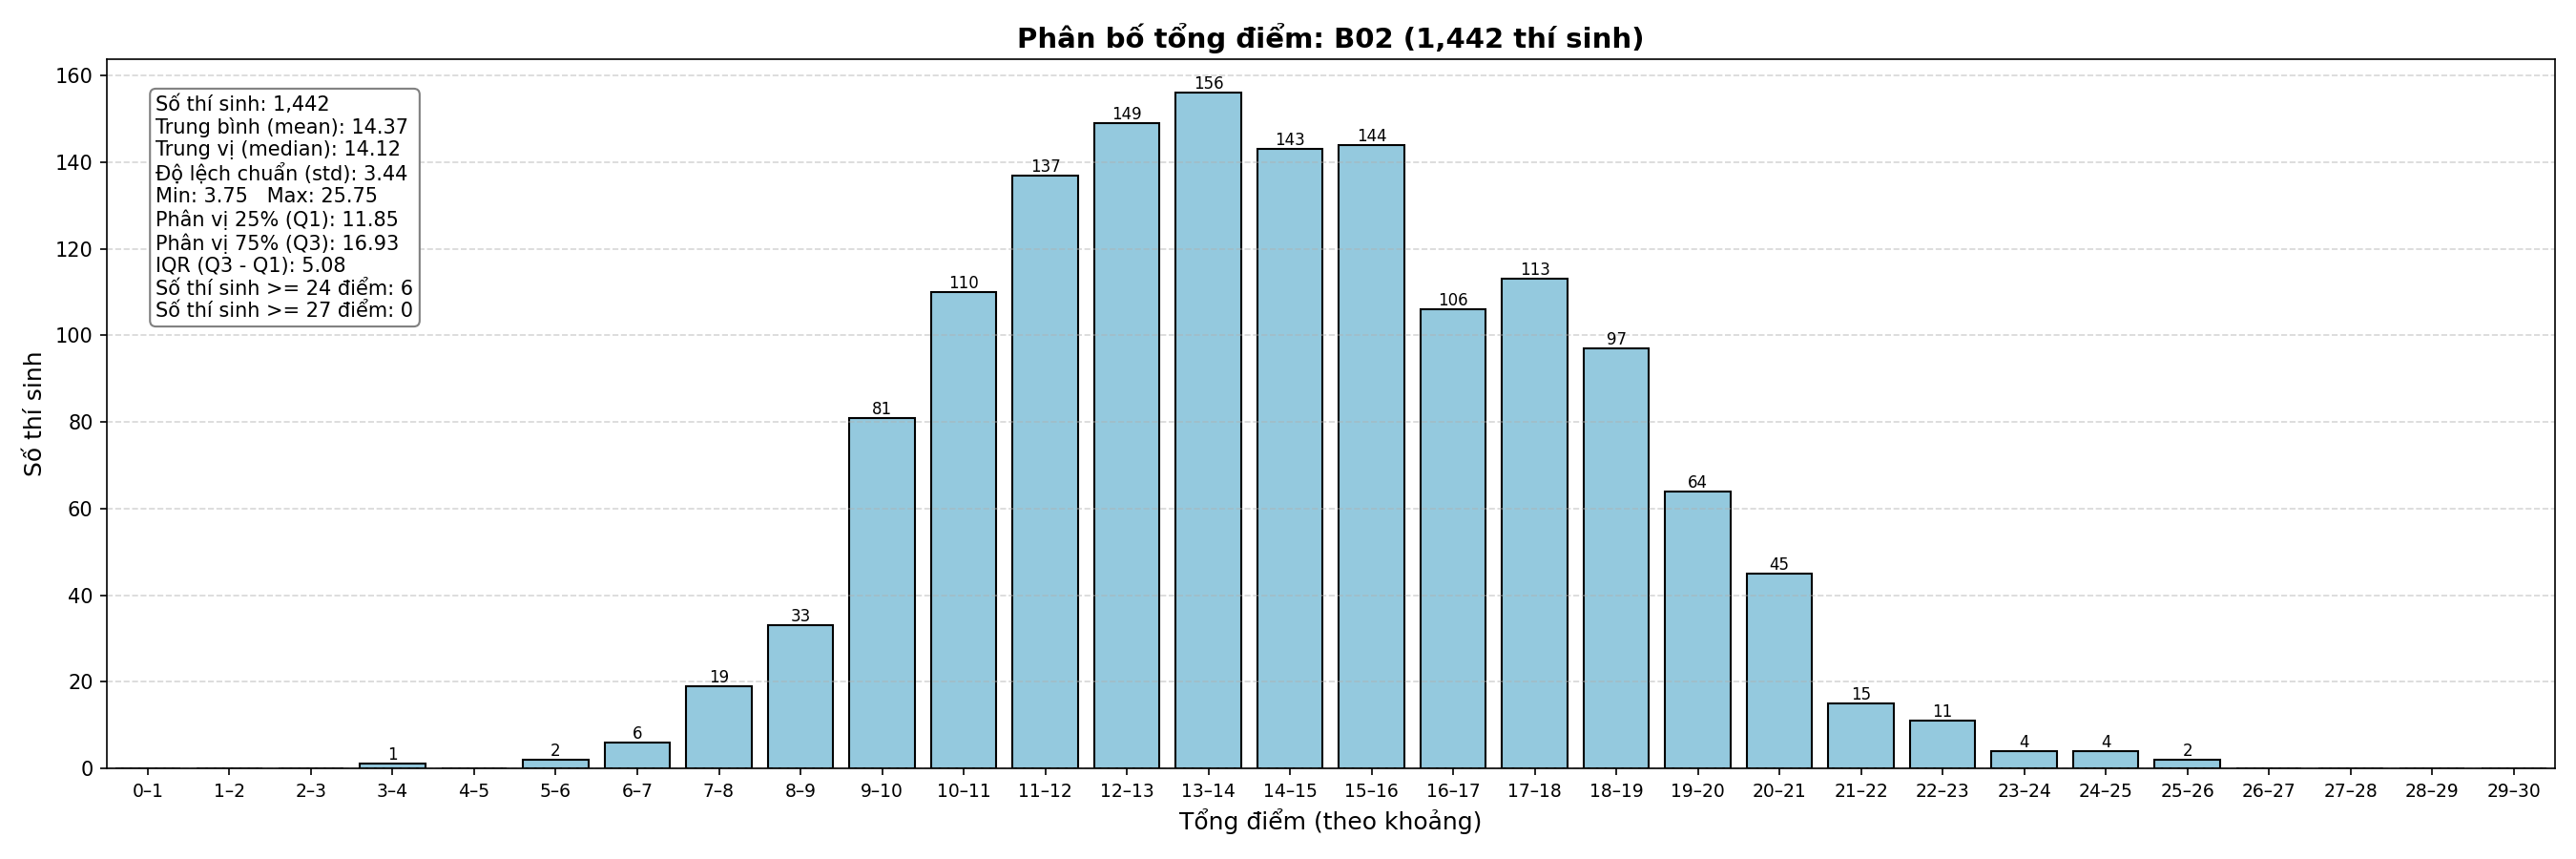 Phân bố tổng điểm: B02 (1,442 thí sinh)
Số thí sinh: 1,442
Trung bình (mean): 14.37
Trung vị (median): 14.12
Độ lệch chuẩn (std): 3.44
Min: 3.75   Max: 25.75
Phân vị 25% (Q1): 11.85
Phân vị 75% (Q3): 16.93
IQR (Q3 - Q1): 5.08
Số thí sinh >= 24 điểm: 6
Số thí sinh >= 27 điểm: 0
Số thí sinh
160
140
120
100
80
60
40
20
0
1
2
6
19
33
81
110
137
149
156
143
144
106
113
97
64
45
15
11
4
4
2
0–1 1–2 2–3 3–4 4–5 5–6 6–7 7–8 8–9 9–10 10–11 11–12 12–13 13–14 14–15 15–16 16–17 17–18 18–19 19–20 20–21 21–22 22–23 23–24 24–25 25–26 26–27 27–28 28–29 29–30
Tổng điểm (theo khoảng)